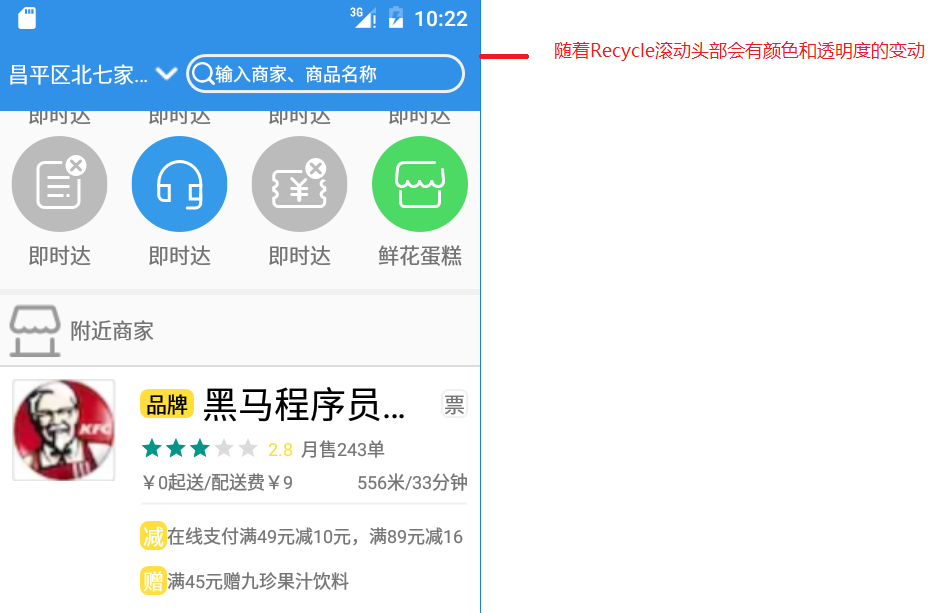 3G 10:22
昌平区北七家... 输入商家、商品名称
随着Recycle滚动头部会有颜色和透明度的变动
即时达 即时达 即时达 即时达
即时达 即时达 即时达 鲜花蛋糕
附近商家
KFC
品牌 黑马程序员... 票
2.8 月售243单
￥0起送/配送费￥9 556米/33分钟
减 在线支付满49元减10元，满89元减16
赠 满45元赠九珍果汁饮料